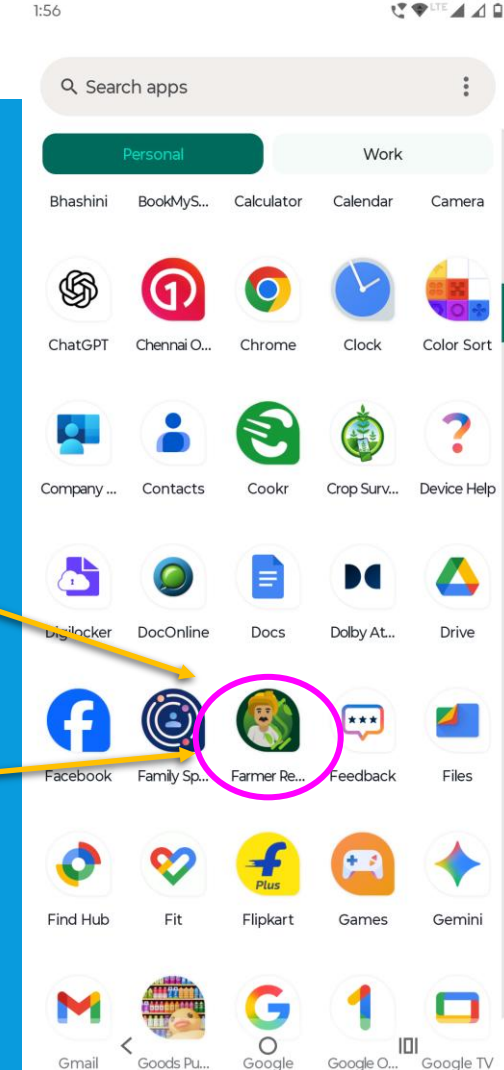 1:56
LTE
Search apps
Personal Work
Bhashini BookMyS... Calculator Calendar Camera
ChatGPT Chennai O... Chrome Clock Color Sort
Company ... Contacts Cookr Crop Surv... Device Help
Digilocker DocOnline Docs Dolby At... Drive
Facebook Family Sp... Farmer Re... Feedback Files
Plus
Find Hub Fit Flipkart Games Gemini
Gmail Goods Pu... Google Google O... Google TV